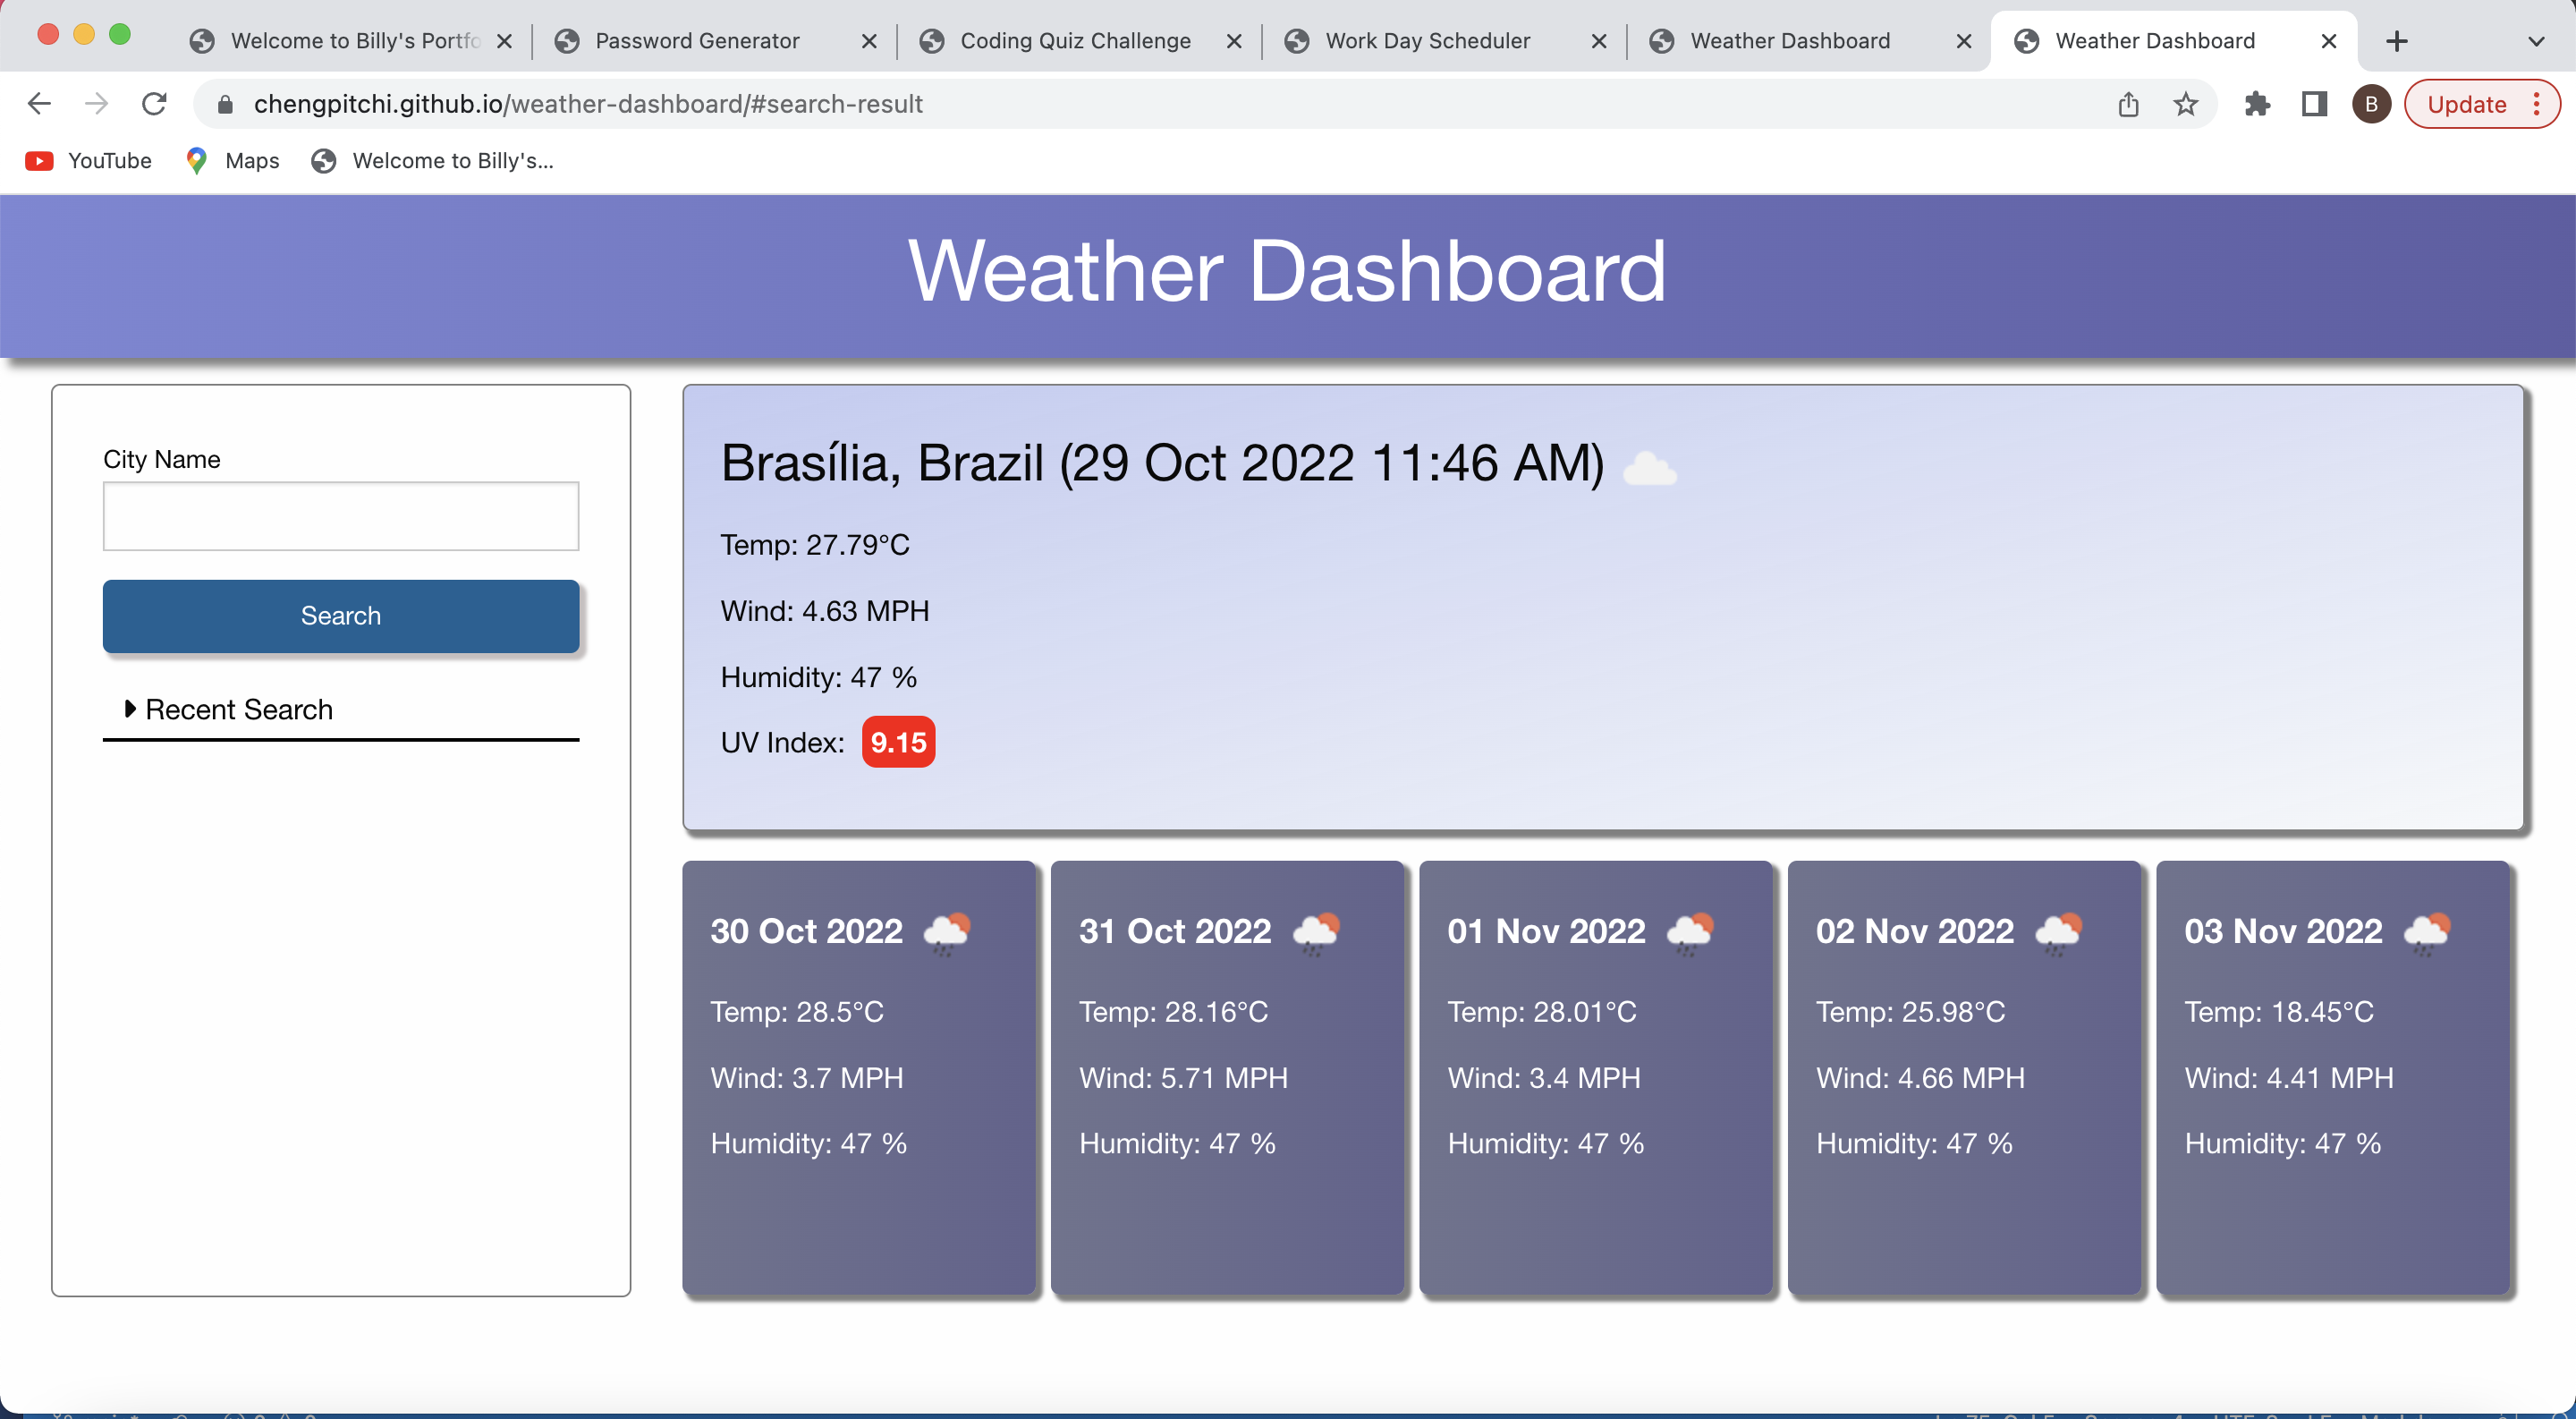 Welcome to Billy's Portfo
Password Generator
Coding Quiz Challenge
Work Day Scheduler
Weather Dashboard
Weather Dashboard
chengpitchi.github.io/weather-dashboard/#search-result
B
Update
YouTube
Maps
Welcome to Billy's...
Weather Dashboard
City Name
Search
Recent Search
Brasília, Brazil (29 Oct 2022 11:46 AM)
Temp: 27.79°C
Wind: 4.63 MPH
Humidity: 47 %
UV Index: 9.15
30 Oct 2022
Temp: 28.5°C
Wind: 3.7 MPH
Humidity: 47 %
31 Oct 2022
Temp: 28.16°C
Wind: 5.71 MPH
Humidity: 47 %
01 Nov 2022
Temp: 28.01°C
Wind: 3.4 MPH
Humidity: 47 %
02 Nov 2022
Temp: 25.98°C
Wind: 4.66 MPH
Humidity: 47 %
03 Nov 2022
Temp: 18.45°C
Wind: 4.41 MPH
Humidity: 47 %